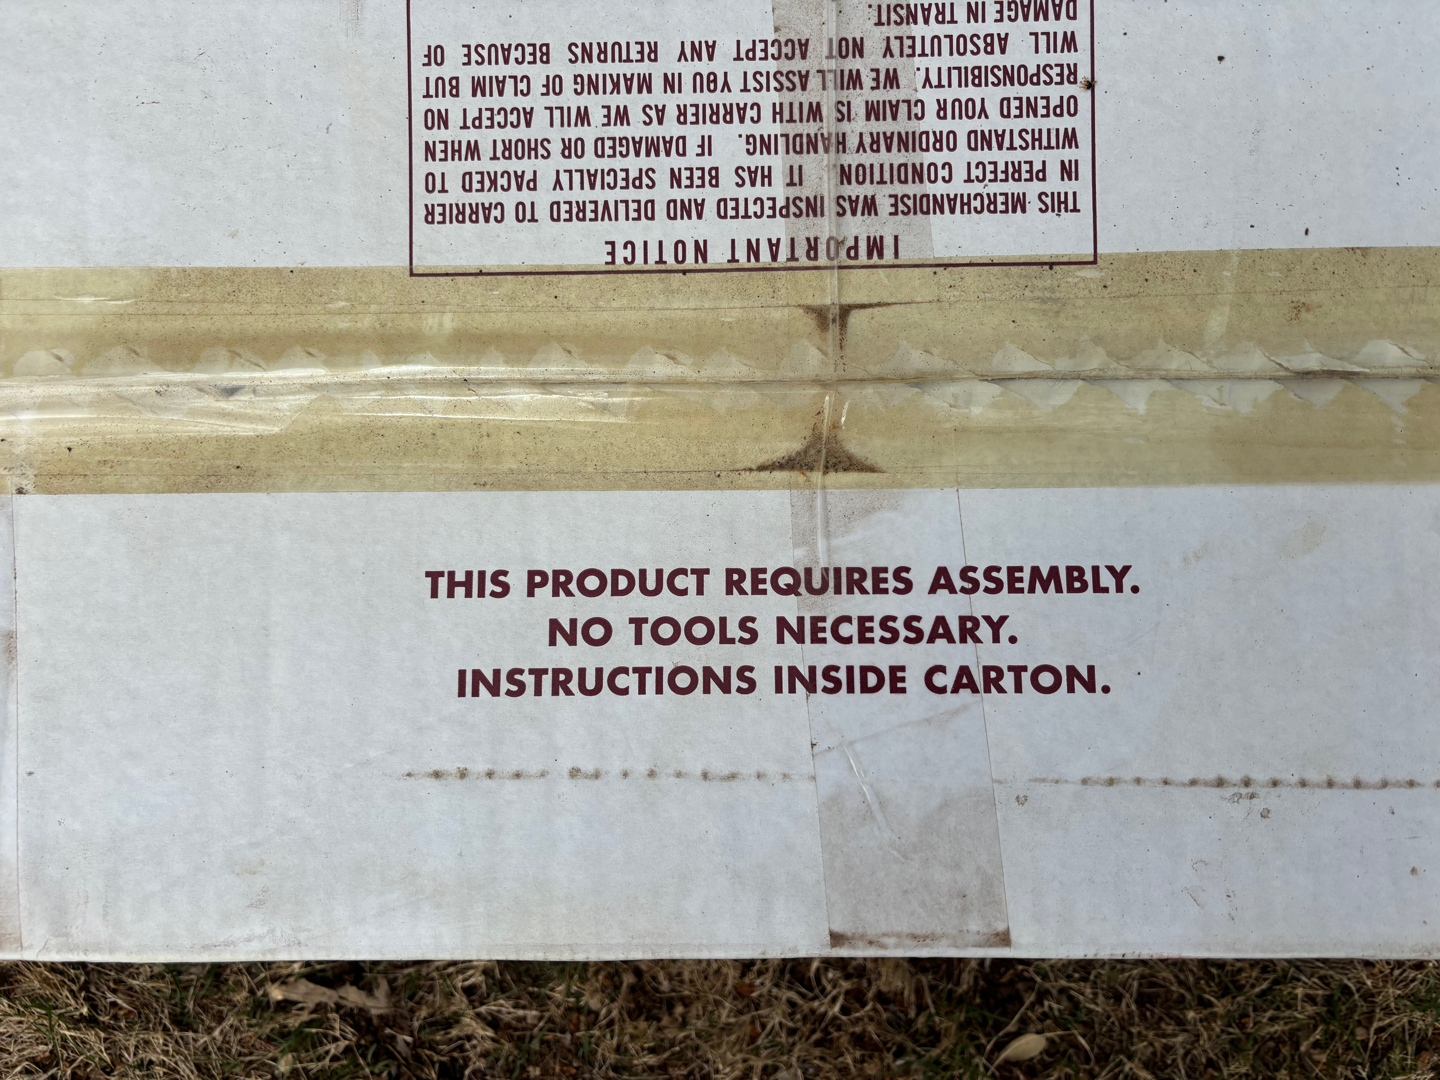 IMPORTANT NOTICE
THIS MERCHANDISE WAS INSPECTED AND DELIVERED TO CARRIER
IN PERFECT CONDITION. IT HAS BEEN SPECIALLY PACKED TO
WITHSTAND ORDINARY HANDLING. IF DAMAGED OR SHORT WHEN
OPENED YOUR CLAIM IS WITH CARRIER AS WE WILL ACCEPT NO
RESPONSIBILITY. WE WILL ASSIST YOU IN MAKING OF CLAIM BUT
WILL ABSOLUTELY NOT ACCEPT ANY RETURNS BECAUSE OF
DAMAGE IN TRANSIT.
THIS PRODUCT REQUIRES ASSEMBLY.
NO TOOLS NECESSARY.
INSTRUCTIONS INSIDE CARTON.